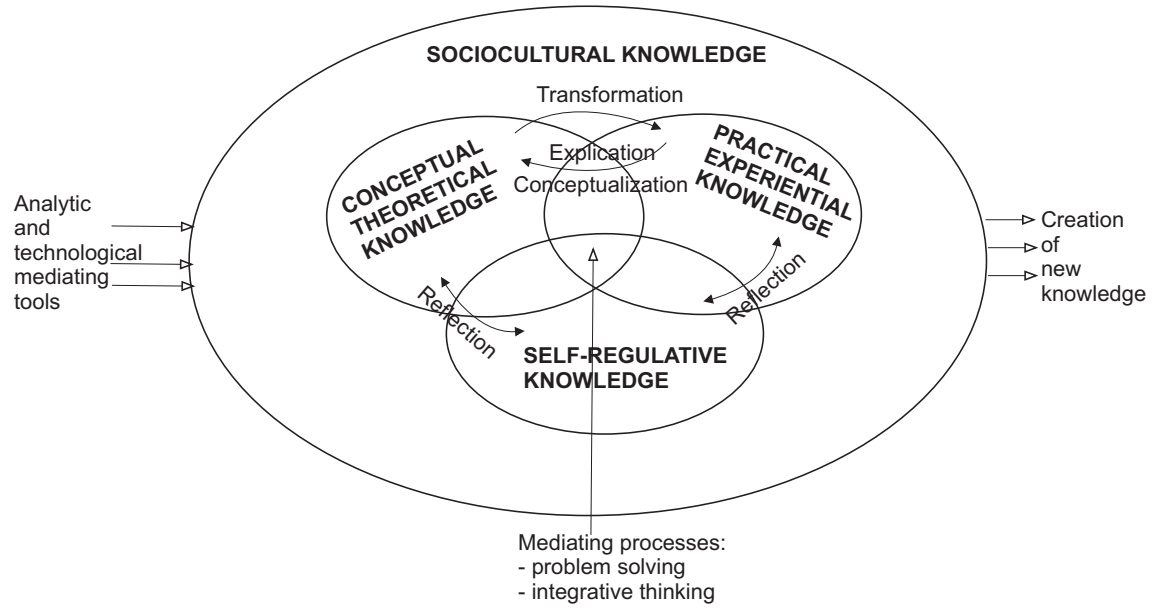 SOCIOCULTURAL KNOWLEDGE
Transformation
Explication
Conceptualization
CONCEPTUAL
THEORETICAL
KNOWLEDGE
PRACTICAL
EXPERIENTIAL
KNOWLEDGE
Analytic
and
technological
mediating
tools
Creation
of
new
knowledge
Reflection
Reflection
SELF-REGULATIVE
KNOWLEDGE
Mediating processes:
- problem solving
- integrative thinking